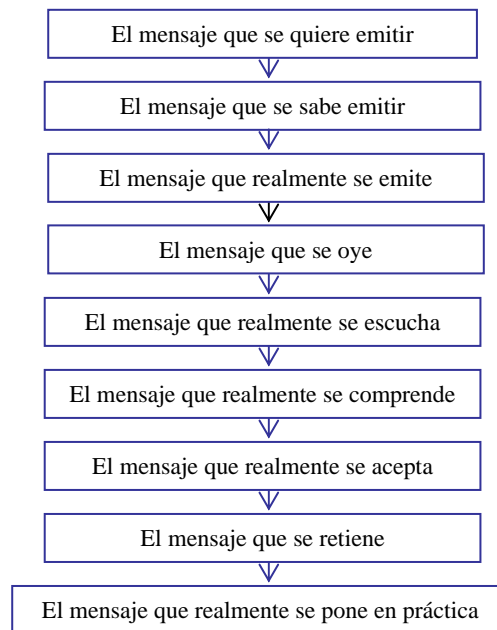 El mensaje que se quiere emitir
El mensaje que se sabe emitir
El mensaje que realmente se emite
El mensaje que se oye
El mensaje que realmente se escucha
El mensaje que realmente se comprende
El mensaje que realmente se acepta
El mensaje que se retiene
El mensaje que realmente se pone en práctica